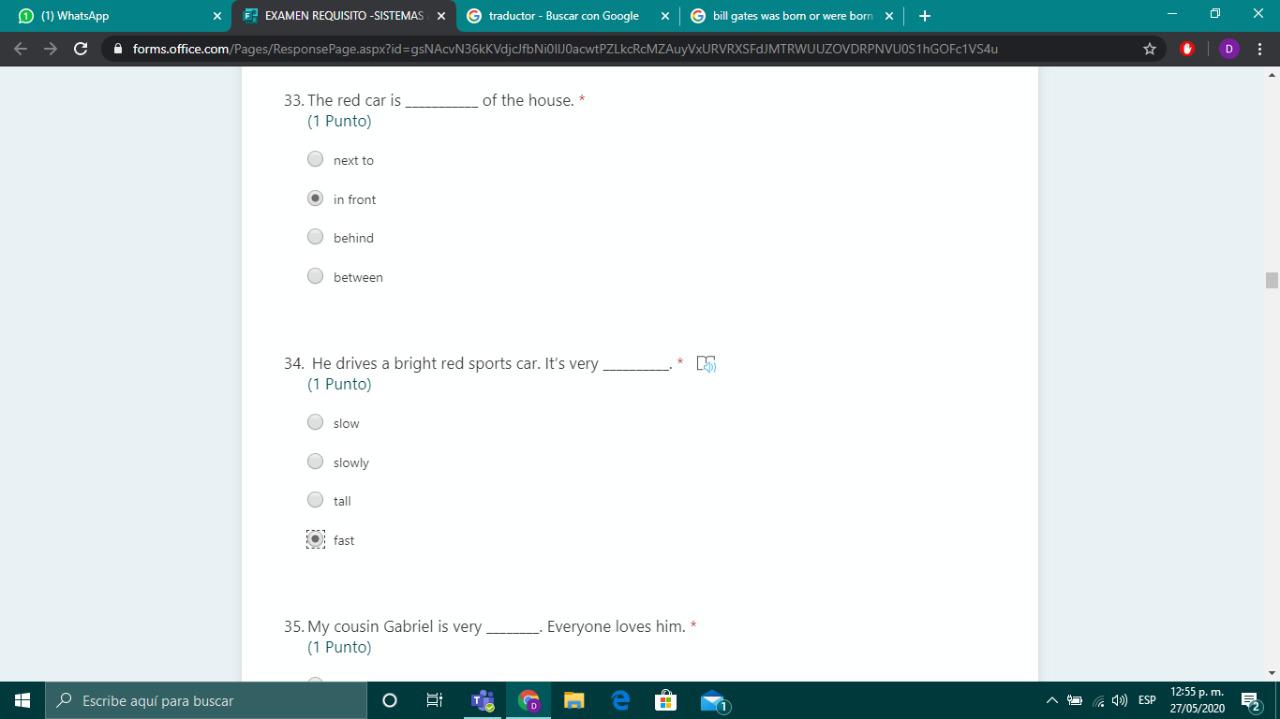 (1) WhatsApp
EXAMEN REQUISITO -SISTEMAS
traductor - Buscar con Google
bill gates was born or were born
forms.office.com/Pages/ResponsePage.aspx?id=gsNAcvN36kKVdjcJfbNi0lIJ0acwtPZLkcRcMZAuyVxURVRXSFdJMTRWUUZOVDRPNVU0S1hGOFc1VS4u
D
33. The red car is ___________ of the house. *
(1 Punto)
next to
in front
behind
between
34. He drives a bright red sports car. It's very __________. *
(1 Punto)
slow
slowly
tall
fast
35. My cousin Gabriel is very ________. Everyone loves him. *
(1 Punto)
Escribe aquí para buscar
D
1
ESP
12:55 p. m.
27/05/2020
2